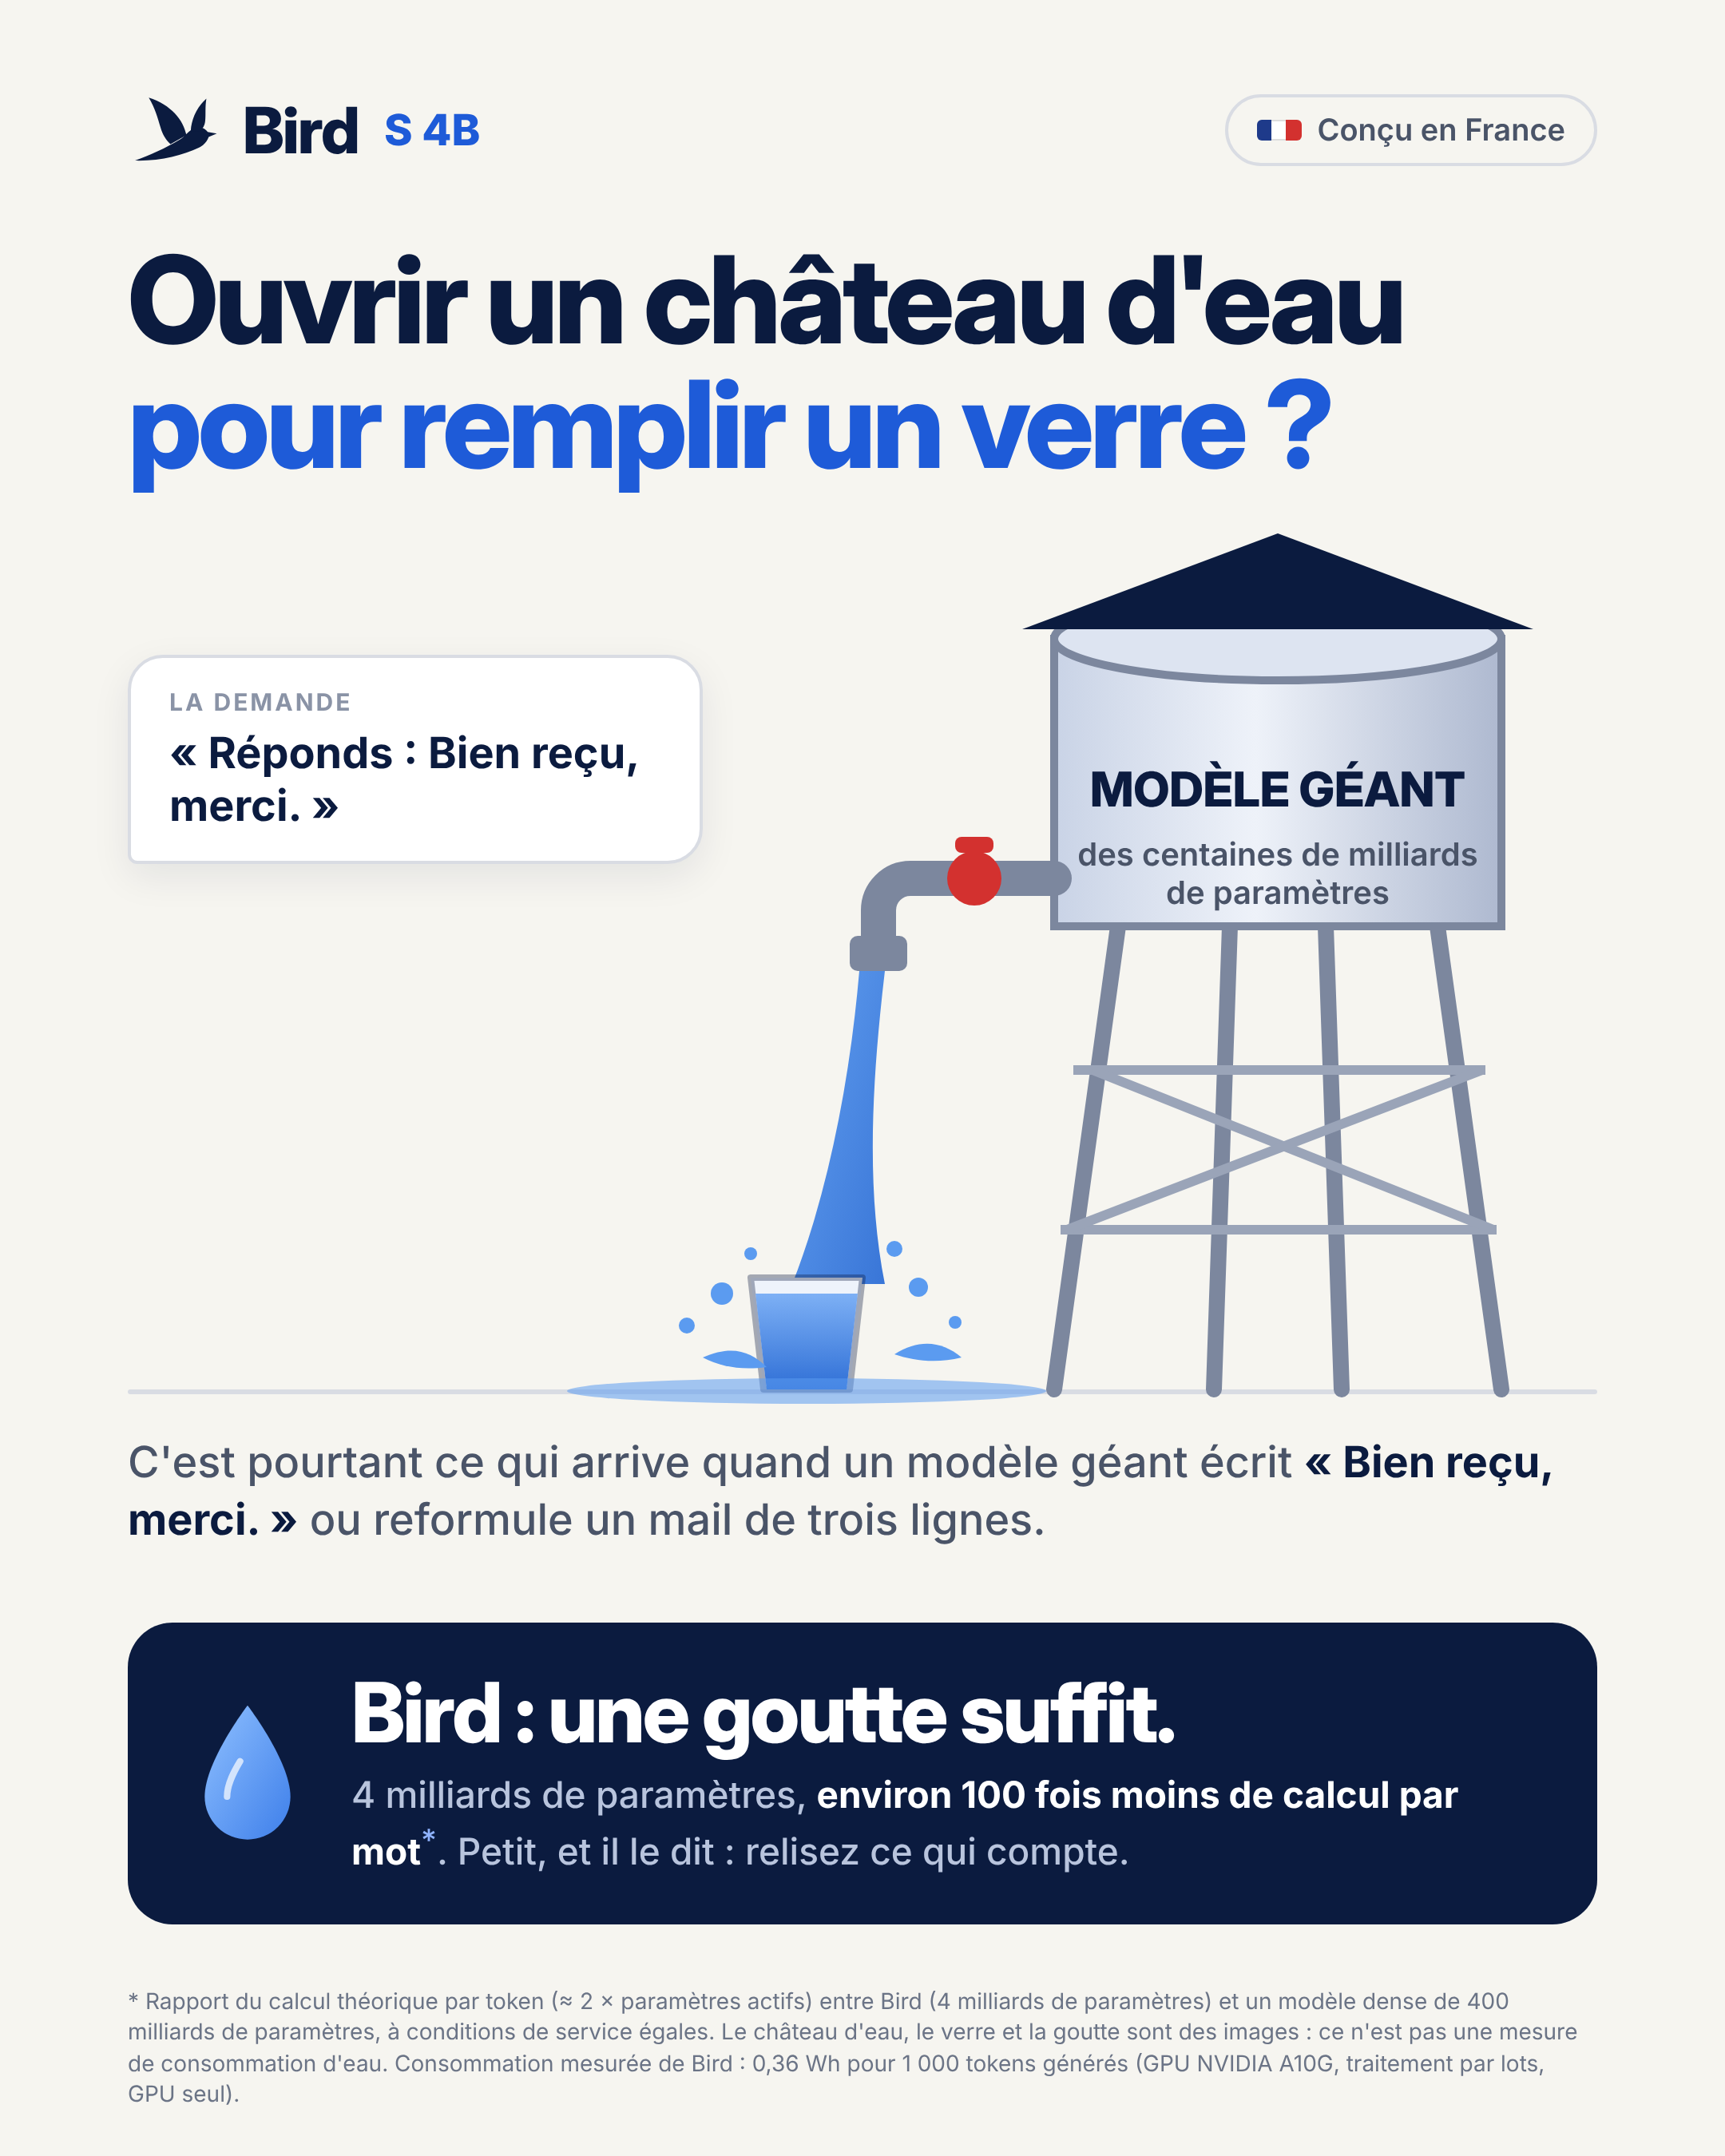 Bird S 4B
Conçu en France
Ouvrir un château d'eau
pour remplir un verre ?
LA DEMANDE
« Réponds : Bien reçu,
merci. »
MODÈLE GÉANT
des centaines de milliards
de paramètres
C'est pourtant ce qui arrive quand un modèle géant écrit « Bien reçu,
merci. » ou reformule un mail de trois lignes.
Bird : une goutte suffit.
4 milliards de paramètres, environ 100 fois moins de calcul par
mot*. Petit, et il le dit : relisez ce qui compte.
* Rapport du calcul théorique par token (≈ 2 × paramètres actifs) entre Bird (4 milliards de paramètres) et un modèle dense de 400
milliards de paramètres, à conditions de service égales. Le château d'eau, le verre et la goutte sont des images : ce n'est pas une mesure
de consommation d'eau. Consommation mesurée de Bird : 0,36 Wh pour 1 000 tokens générés (GPU NVIDIA A10G, traitement par lots,
GPU seul).